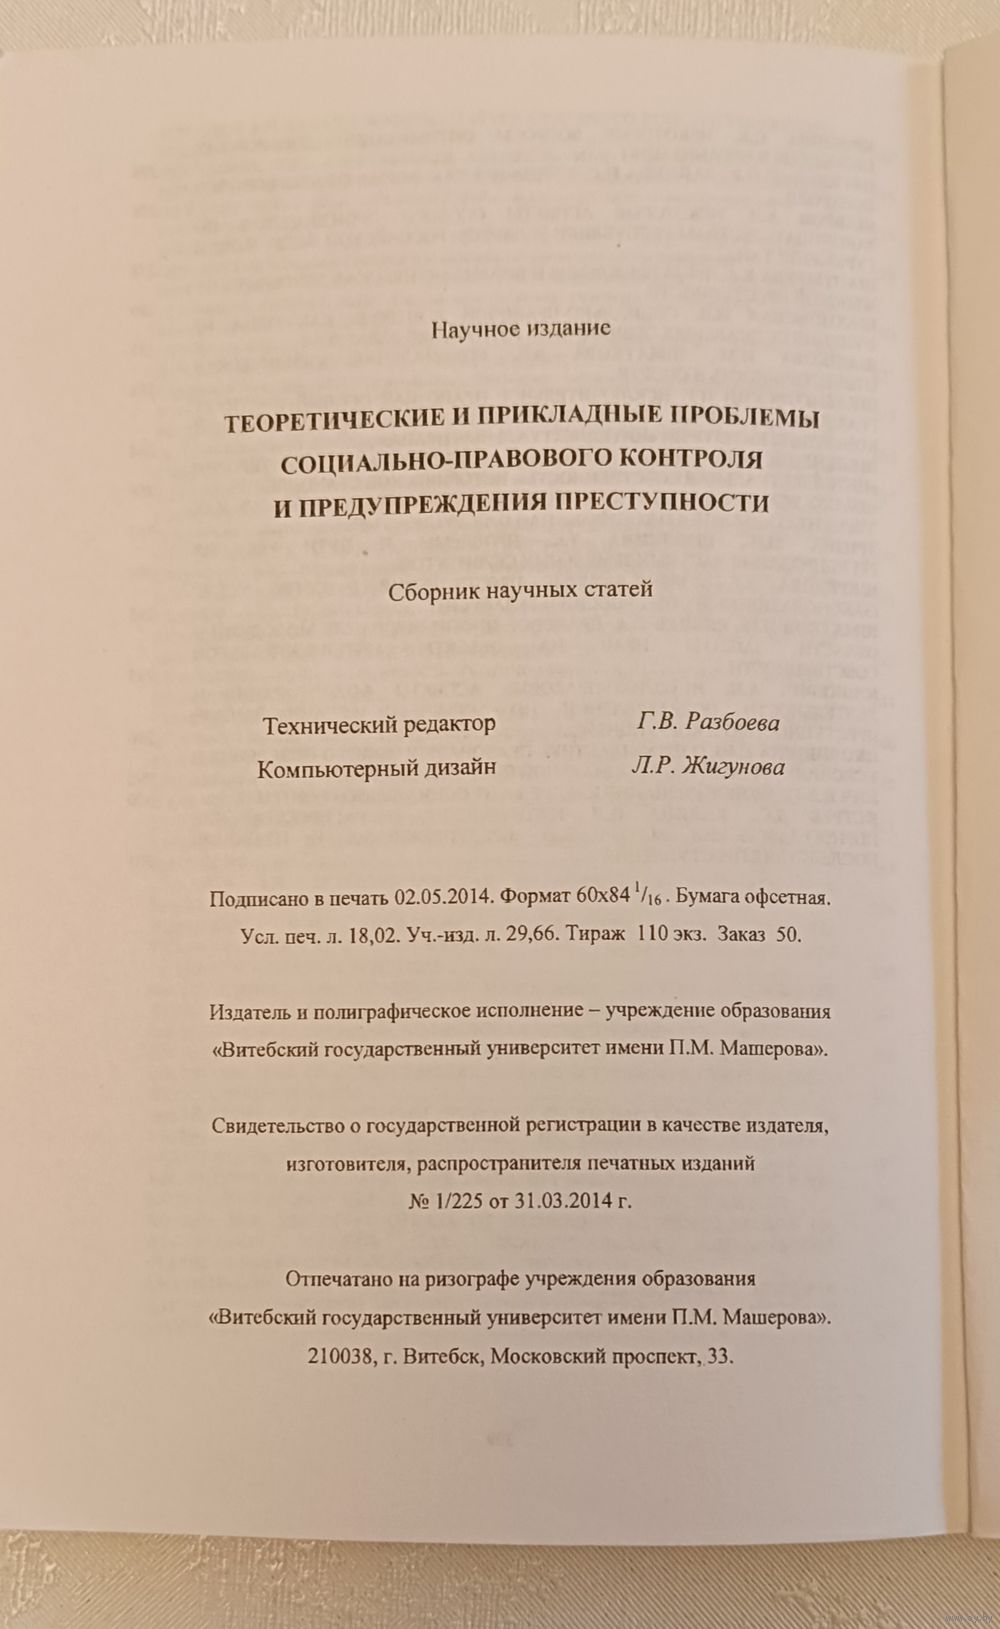 Научное издание
ТЕОРЕТИЧЕСКИЕ И ПРИКЛАДНЫЕ ПРОБЛЕМЫ
СОЦИАЛЬНО-ПРАВОВОГО КОНТРОЛЯ
И ПРЕДУПРЕЖДЕНИЯ ПРЕСТУПНОСТИ
Сборник научных статей
Технический редактор Г.В. Разбоева
Компьютерный дизайн Л.Р. Жигунова
Подписано в печать 02.05.2014. Формат 60х84 1/16 . Бумага офсетная.
Усл. печ. л. 18,02. Уч.-изд. л. 29,66. Тираж 110 экз. Заказ 50.
Издатель и полиграфическое исполнение – учреждение образования
«Витебский государственный университет имени П.М. Машерова».
Свидетельство о государственной регистрации в качестве издателя,
изготовителя, распространителя печатных изданий
№ 1/225 от 31.03.2014 г.
Отпечатано на ризографе учреждения образования
«Витебский государственный университет имени П.М. Машерова».
210038, г. Витебск, Московский проспект, 33.